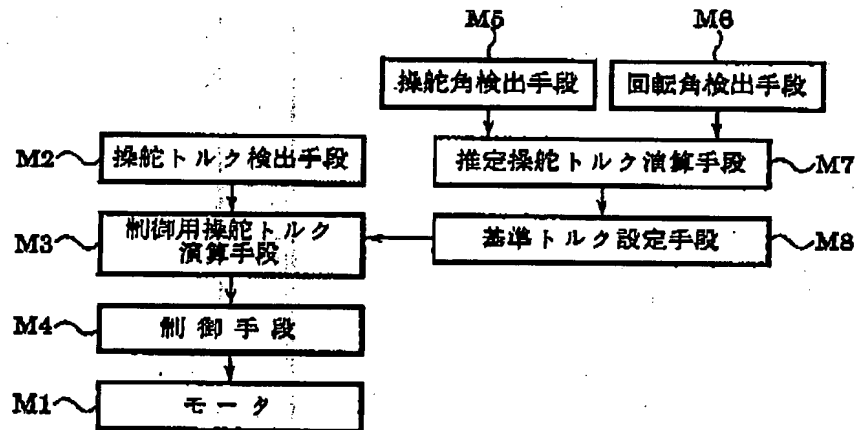 M5
M6
操舵角検出手段
回転角検出手段
M2
操舵トルク検出手段
推定操舵トルク演算手段
M7
M3
制御用操舵トルク
演算手段
基準トルク設定手段
M8
M4
制御手段
M1
モータ